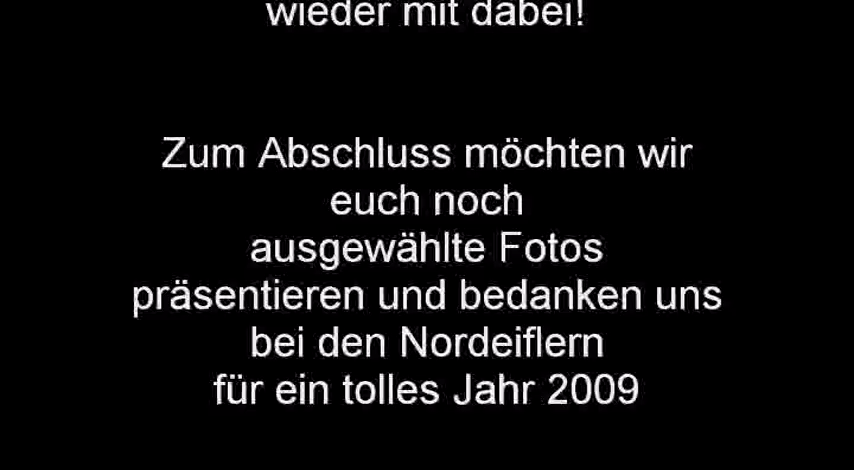 wieder mit dabei!
Zum Abschluss möchten wir
euch noch
ausgewählte Fotos
präsentieren und bedanken uns
bei den Nordeiflern
für ein tolles Jahr 2009